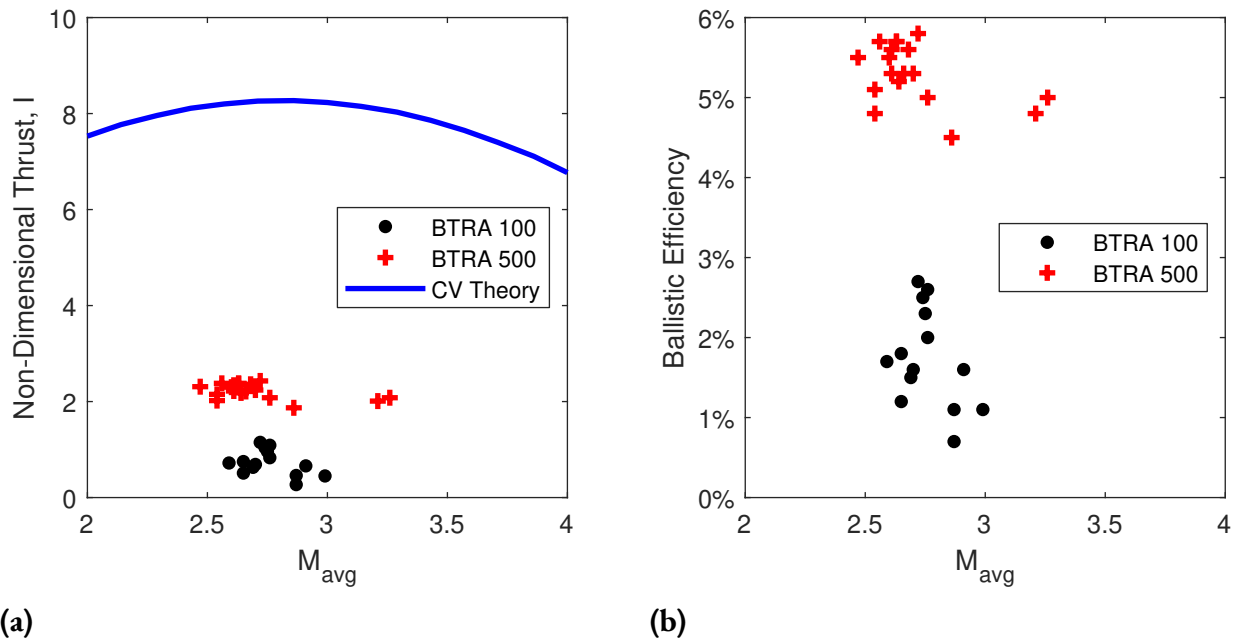 10
8
6
4
2
0
Non-Dimensional Thrust, I
BTRA 100
BTRA 500
CV Theory
2
2.5
3
3.5
4
M_avg
(a)
6%
5%
4%
3%
2%
1%
0%
Ballistic Efficiency
BTRA 100
BTRA 500
2
2.5
3
3.5
4
M_avg
(b)